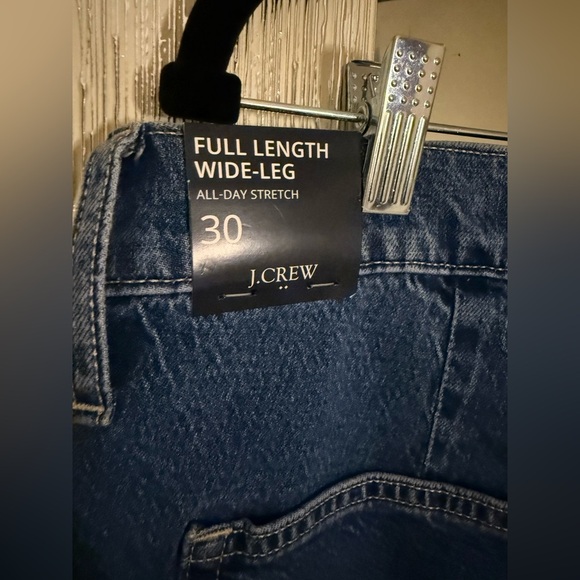 FULL LENGTH
WIDE-LEG
ALL-DAY STRETCH
30
J.CREW